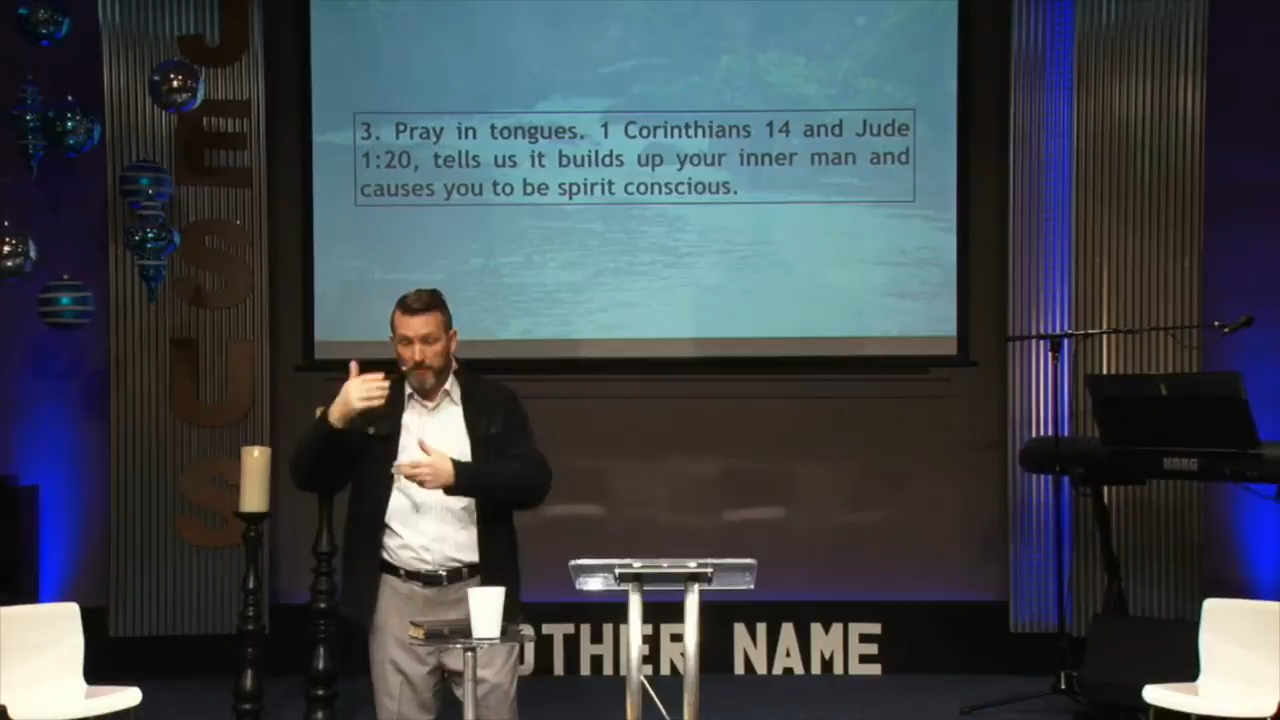 JESUS
3. Pray in tongues. 1 Corinthians 14 and Jude
1:20, tells us it builds up your inner man and
causes you to be spirit conscious.
KORG
OTHER NAME